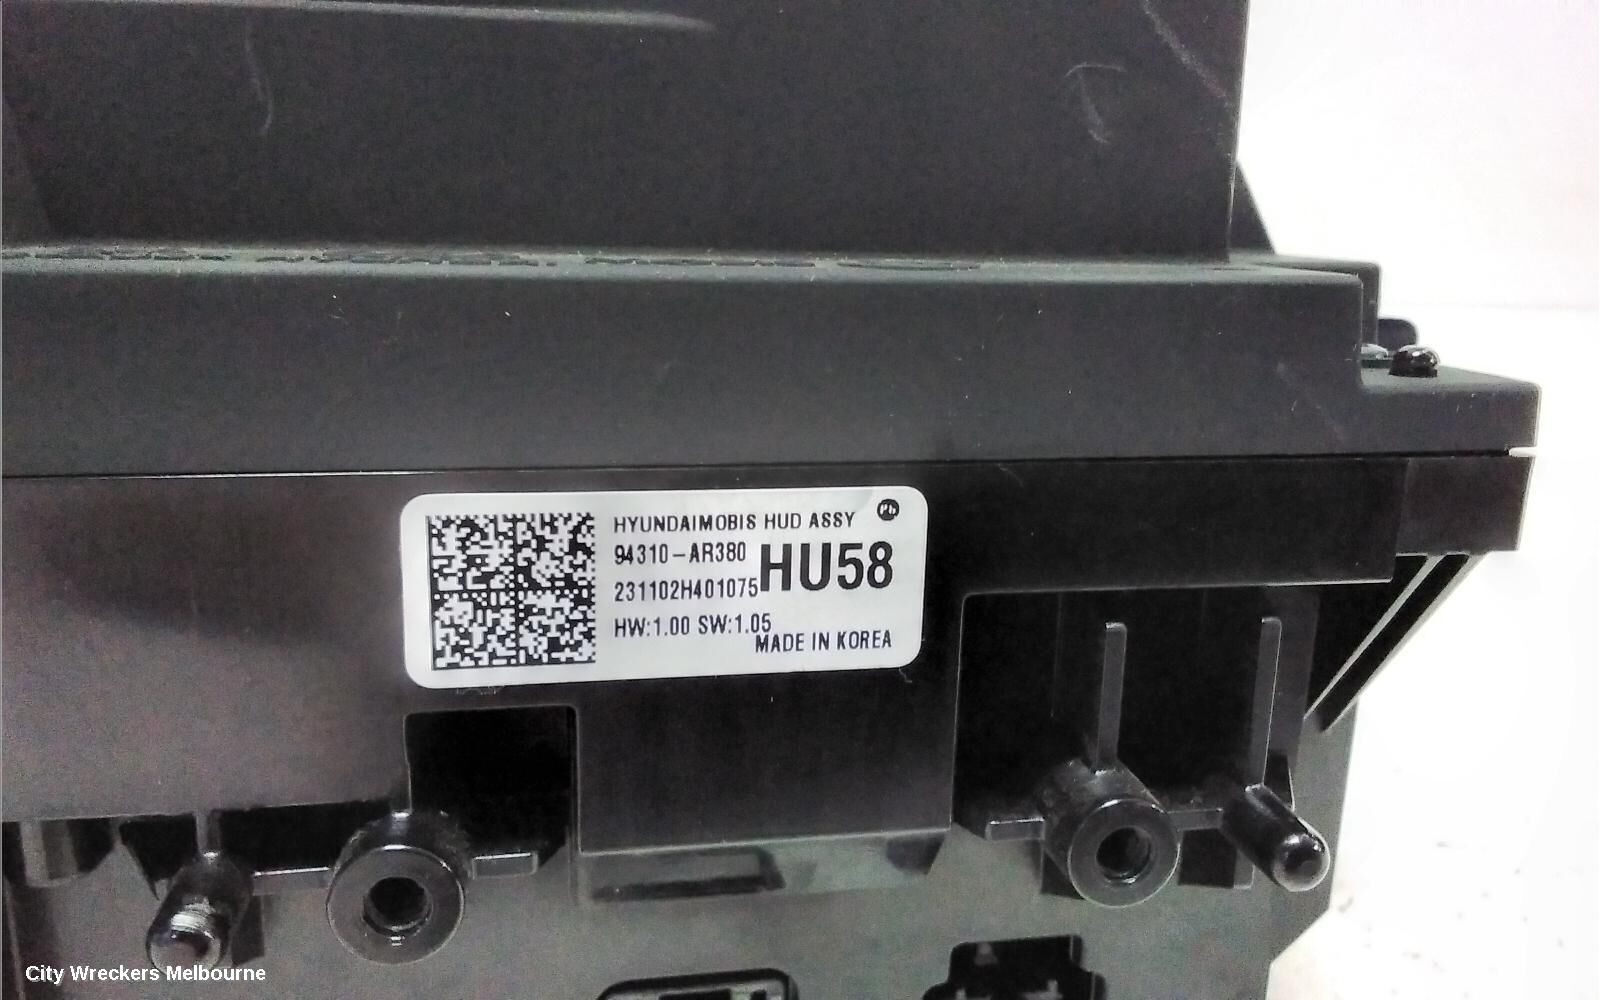 HYUNDAIMOBIS HUD ASSY Pb
94310-AR380 HU58
231102H401075
HW:1.00 SW:1.05
MADE IN KOREA
City Wreckers Melbourne